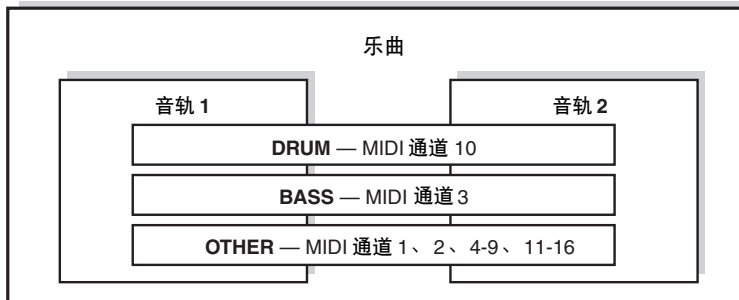 乐曲
音轨 1
音轨 2
DRUM — MIDI 通道 10
BASS — MIDI 通道 3
OTHER — MIDI 通道 1、 2、 4-9、 11-16